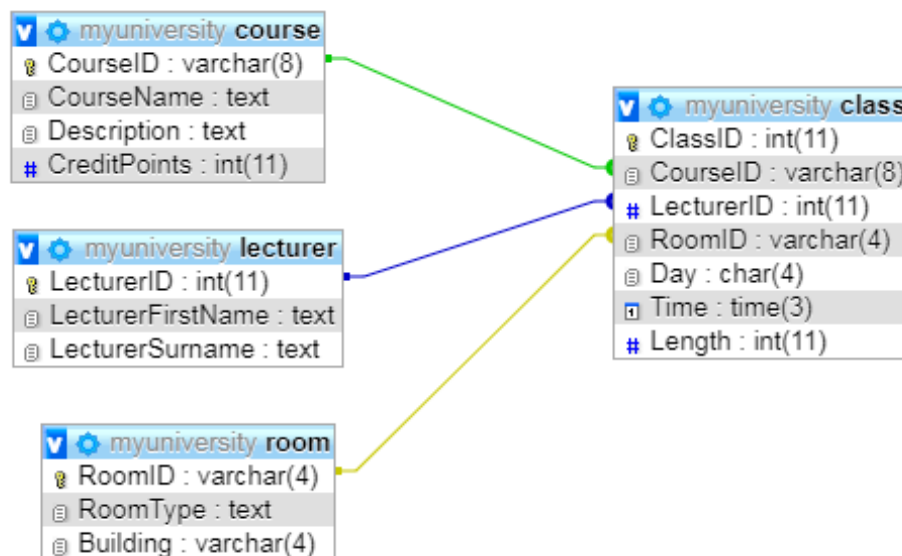 myuniversity course
CourseID : varchar(8)
CourseName : text
Description : text
CreditPoints : int(11)
myuniversity lecturer
LecturerID : int(11)
LecturerFirstName : text
LecturerSurname : text
myuniversity room
RoomID : varchar(4)
RoomType : text
Building : varchar(4)
myuniversity class
ClassID : int(11)
CourseID : varchar(8)
LecturerID : int(11)
RoomID : varchar(4)
Day : char(4)
Time : time(3)
Length : int(11)